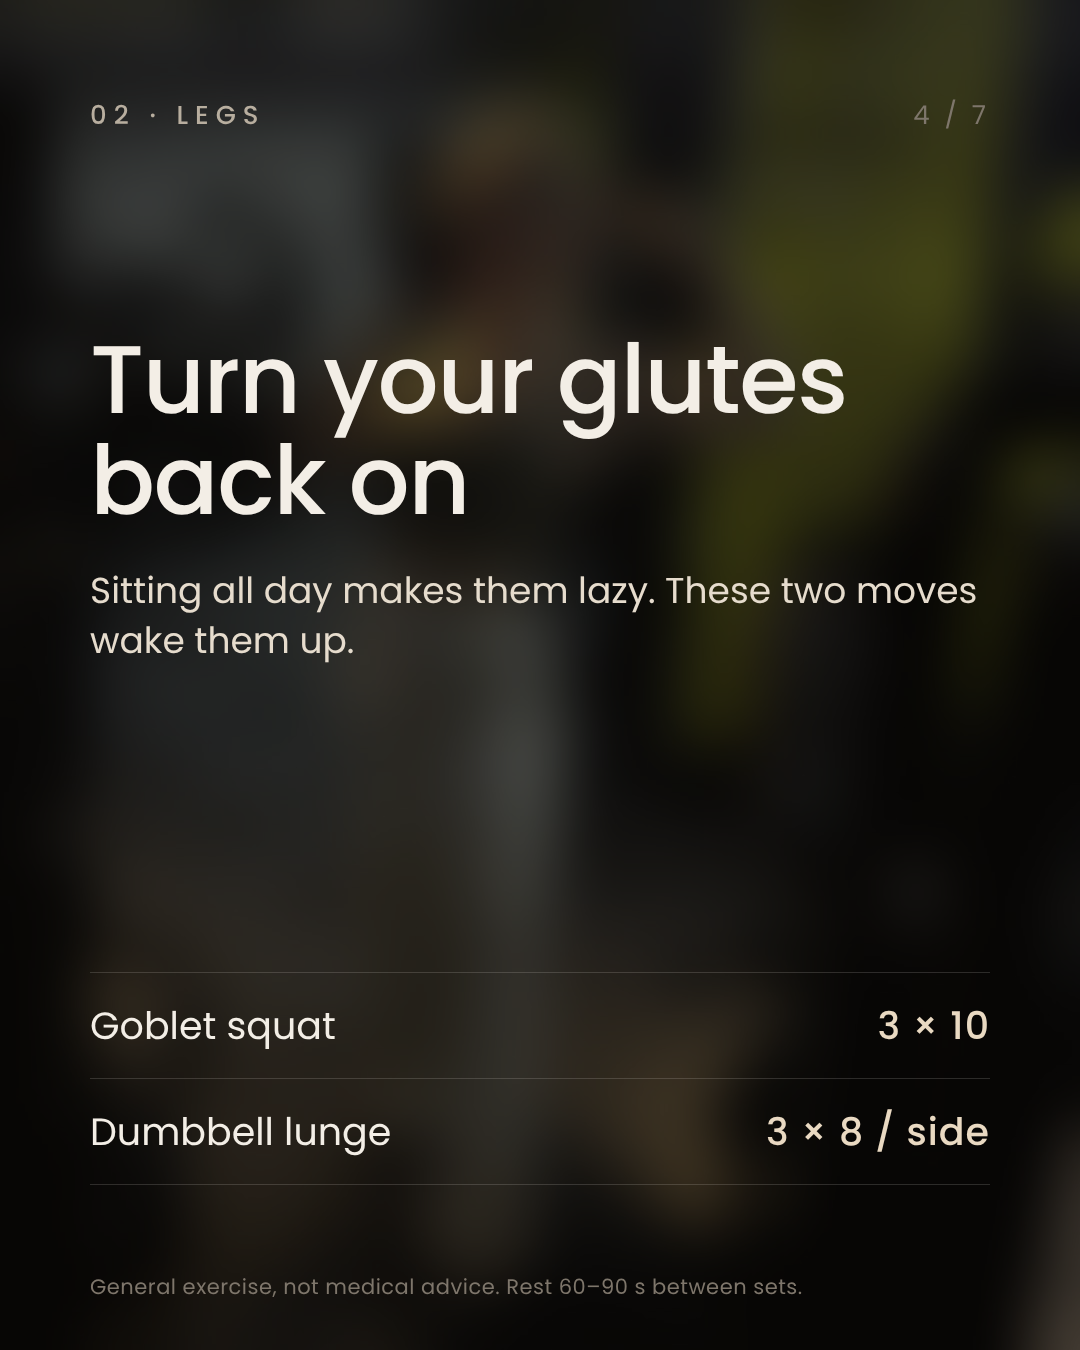 02 · LEGS
4 / 7
Turn your glutes
back on
Sitting all day makes them lazy. These two moves
wake them up.
Goblet squat
3 × 10
Dumbbell lunge
3 × 8 / side
General exercise, not medical advice. Rest 60–90 s between sets.